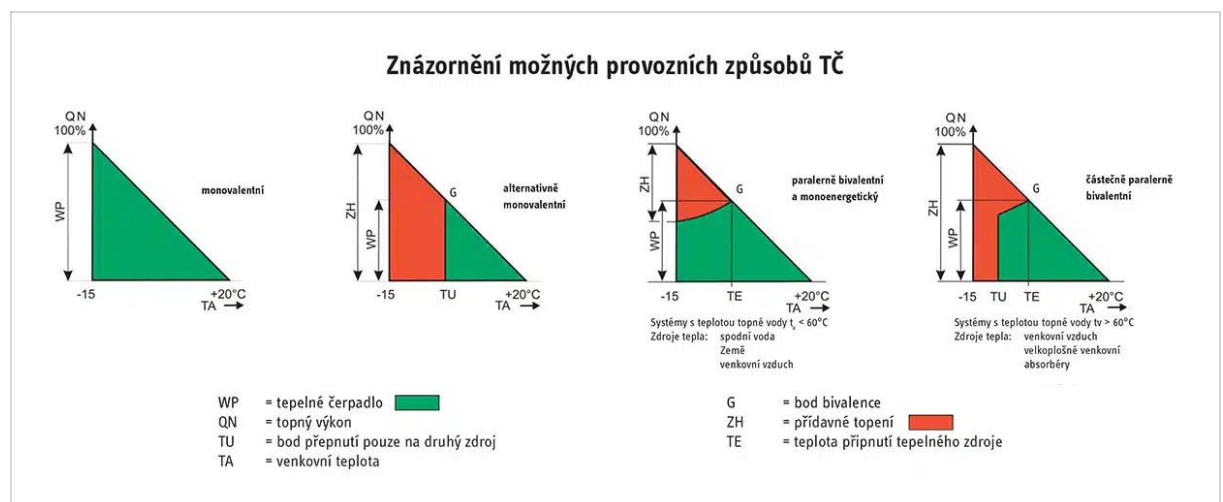 Znázornění možných provozních způsobů TČ
QN
100%
WP
monovalentní
-15
+20°C
TA
QN
100%
ZH
WP
G
alternativně
monovalentní
-15
TU
+20°C
TA
QN
100%
ZH
WP
G
paralerně bivalentní
a monoenergetický
-15
TE
+20°C
TA
Systémy s teplotou topné vody tv < 60°C
Zdroje tepla: spodní voda
Země
venkovní vzduch
QN
100%
ZH
WP
G
částečně paralerně
bivalentní
-15
TU
TE
+20°C
TA
Systémy s teplotou topné vody tv > 60°C
Zdroje tepla: venkovní vzduch
velkoplošné venkovní
absorbéry
WP = tepelné čerpadlo
QN = topný výkon
TU = bod přepnutí pouze na druhý zdroj
TA = venkovní teplota
G = bod bivalence
ZH = přídavné topení
TE = teplota připnutí tepelného zdroje